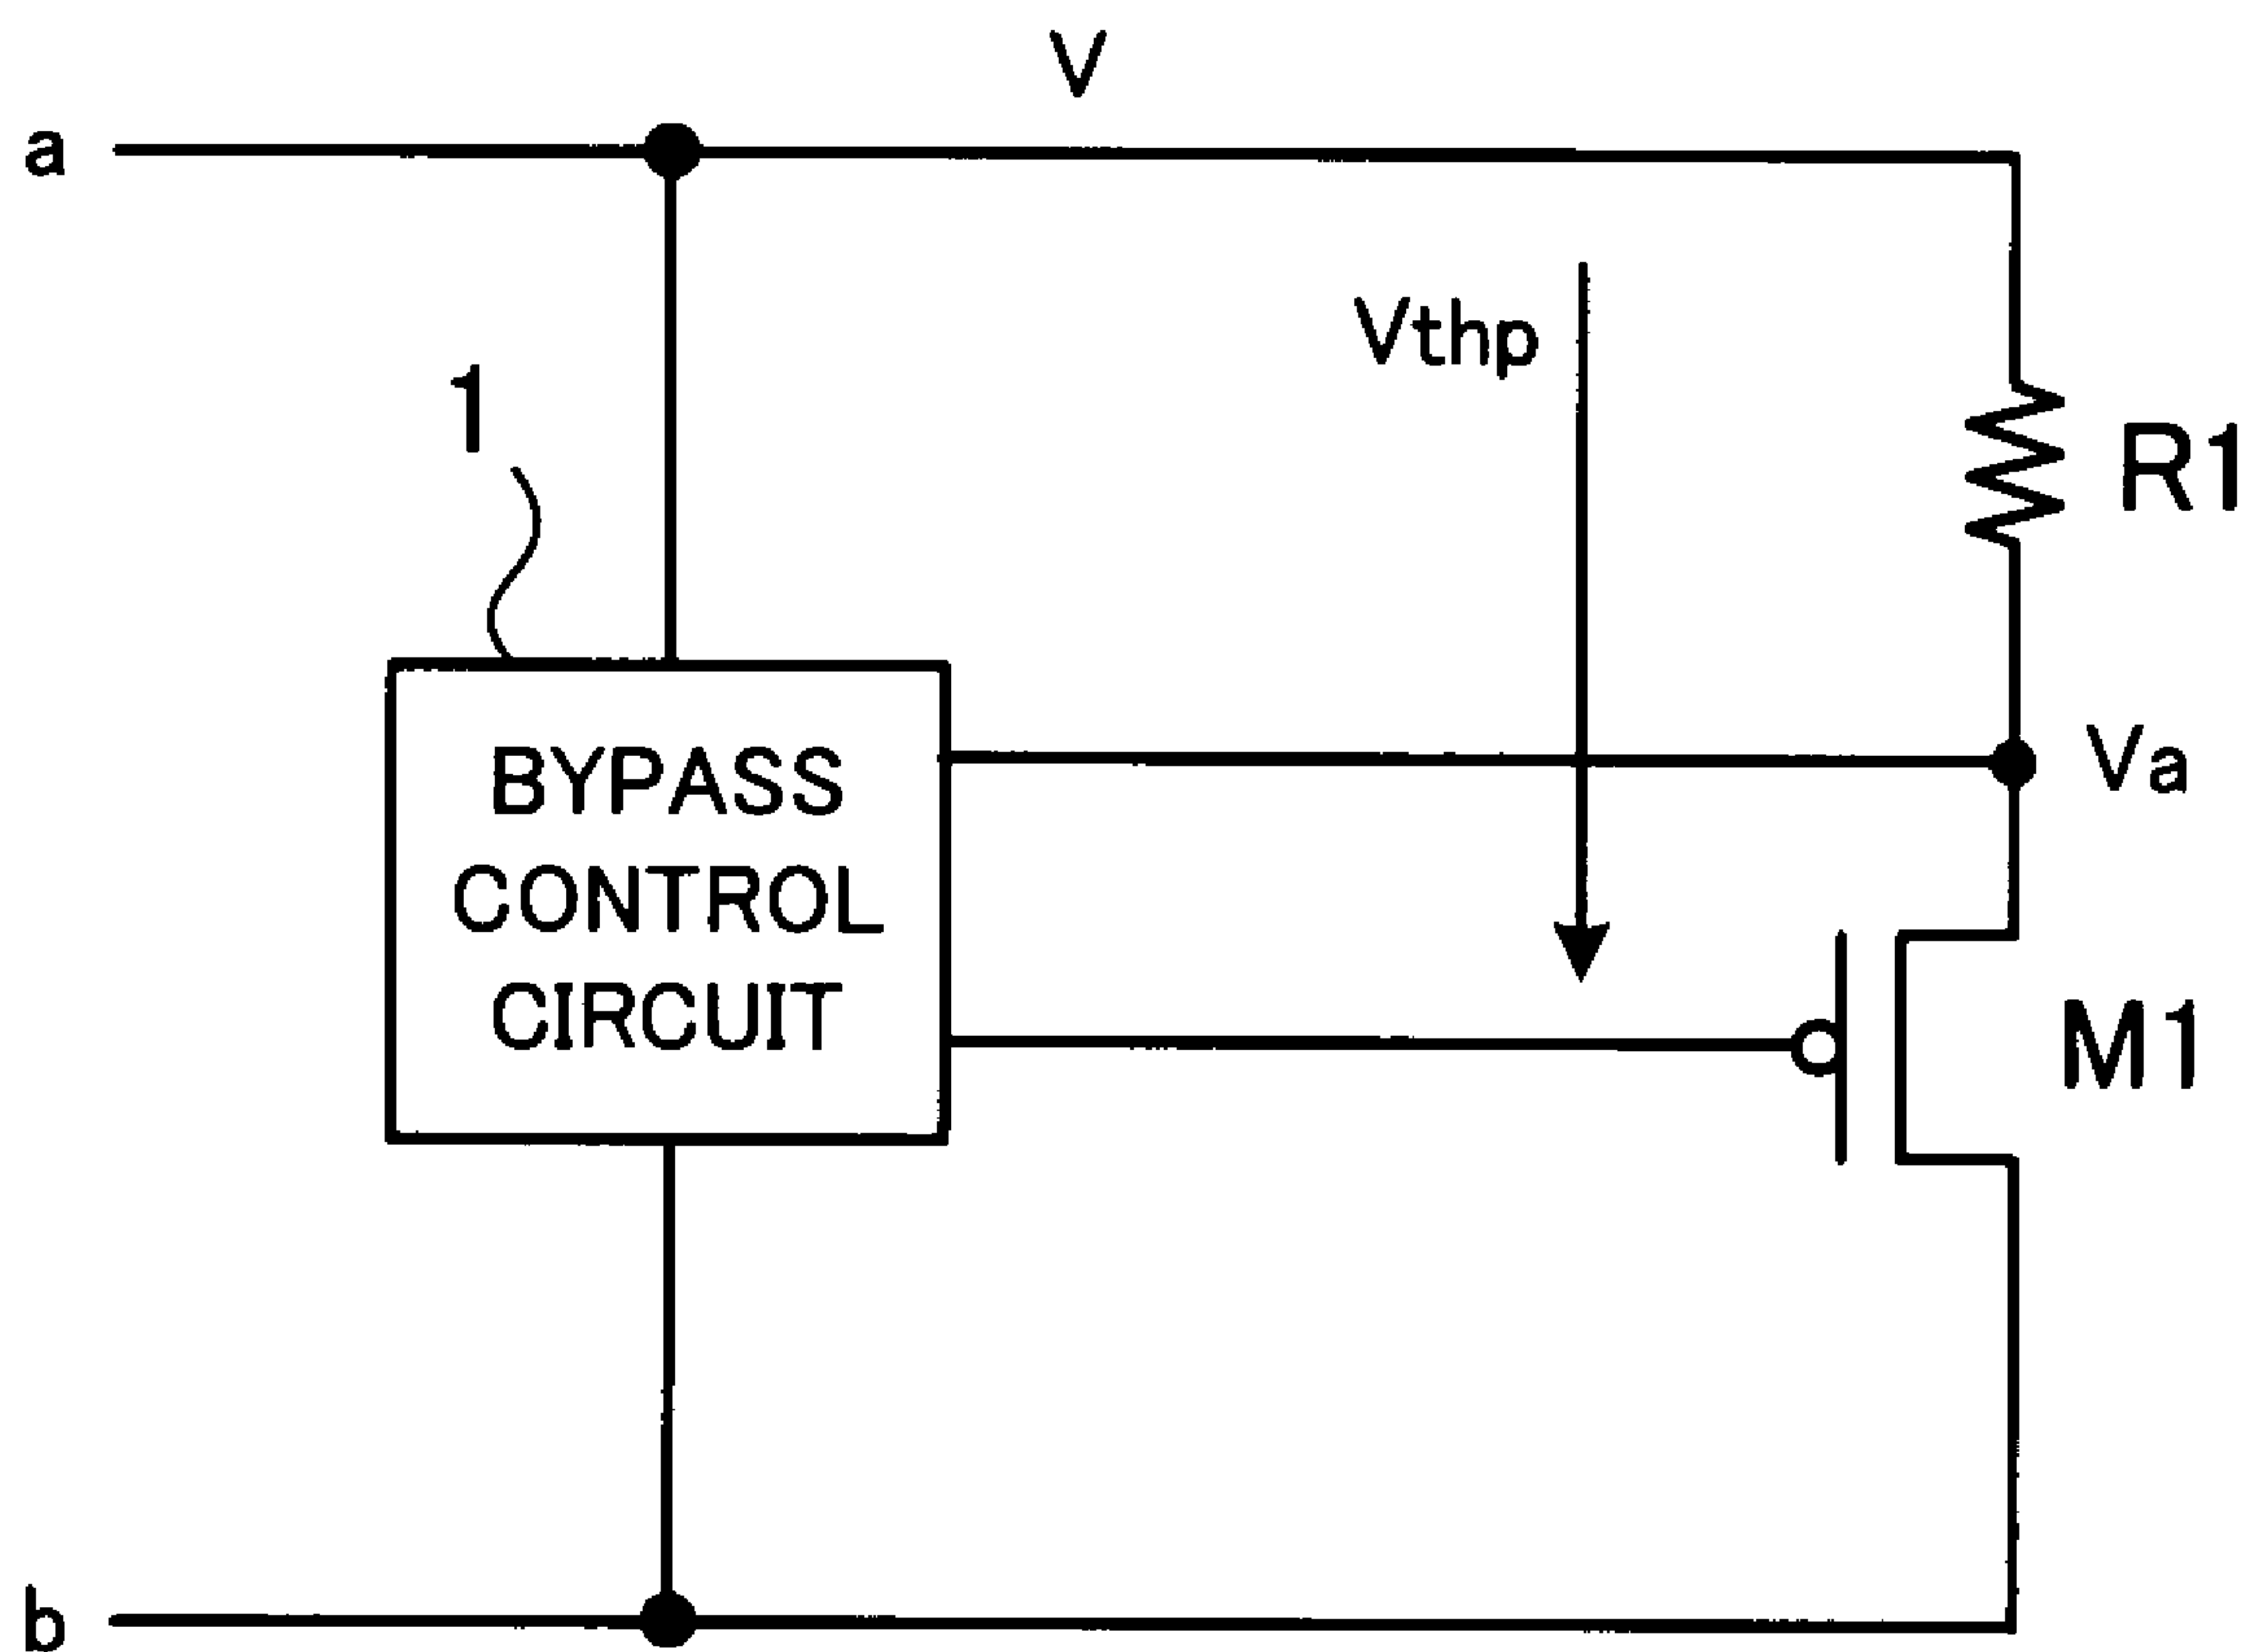 V
a
Vthp
1
R1
Va
BYPASS
CONTROL
CIRCUIT
M1
b